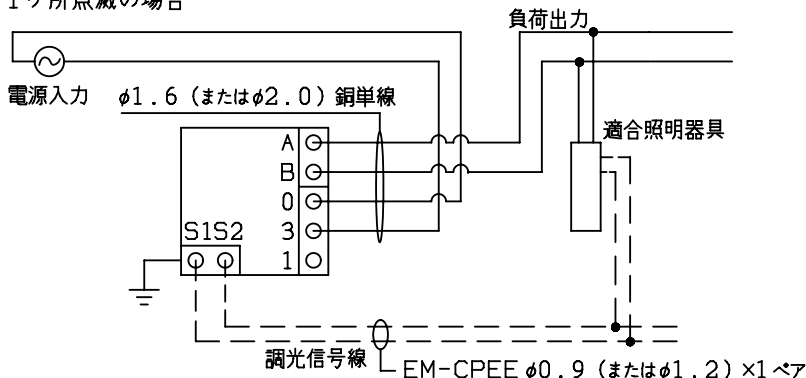 1ヶ所点滅の場合
負荷出力
電源入力
φ1.6 (またはφ2.0) 銅単線
適合照明器具
A
B
0
3
1
S1S2
調光信号線
EM-CPEE φ0.9 (またはφ1.2) ×1ペア